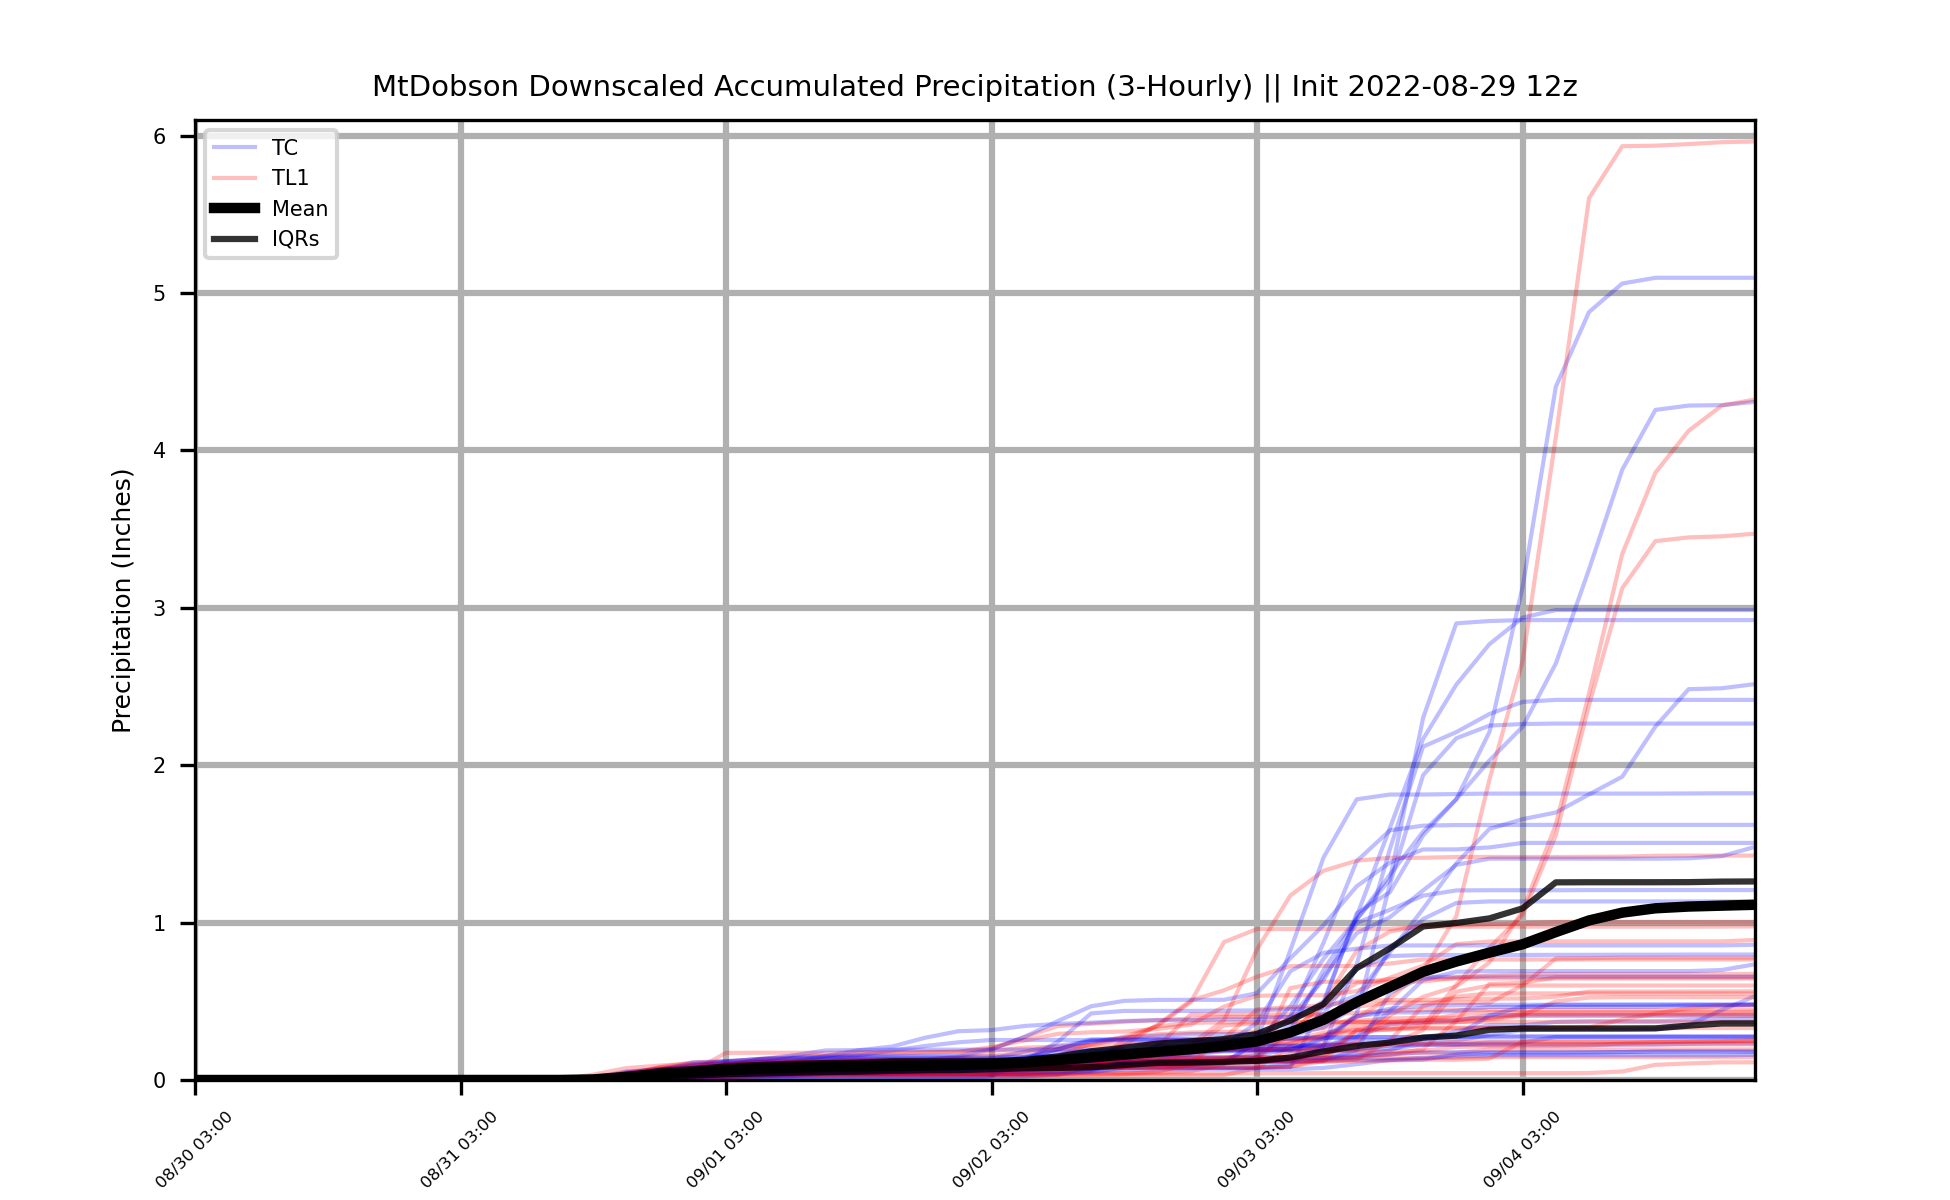 MtDobson Downscaled Accumulated Precipitation (3-Hourly) || Init 2022-08-29 12z
TC
TL1
Mean
IQRs
Precipitation (Inches)
6
5
4
3
2
1
0
08/30 03:00
08/31 03:00
09/01 03:00
09/02 03:00
09/03 03:00
09/04 03:00